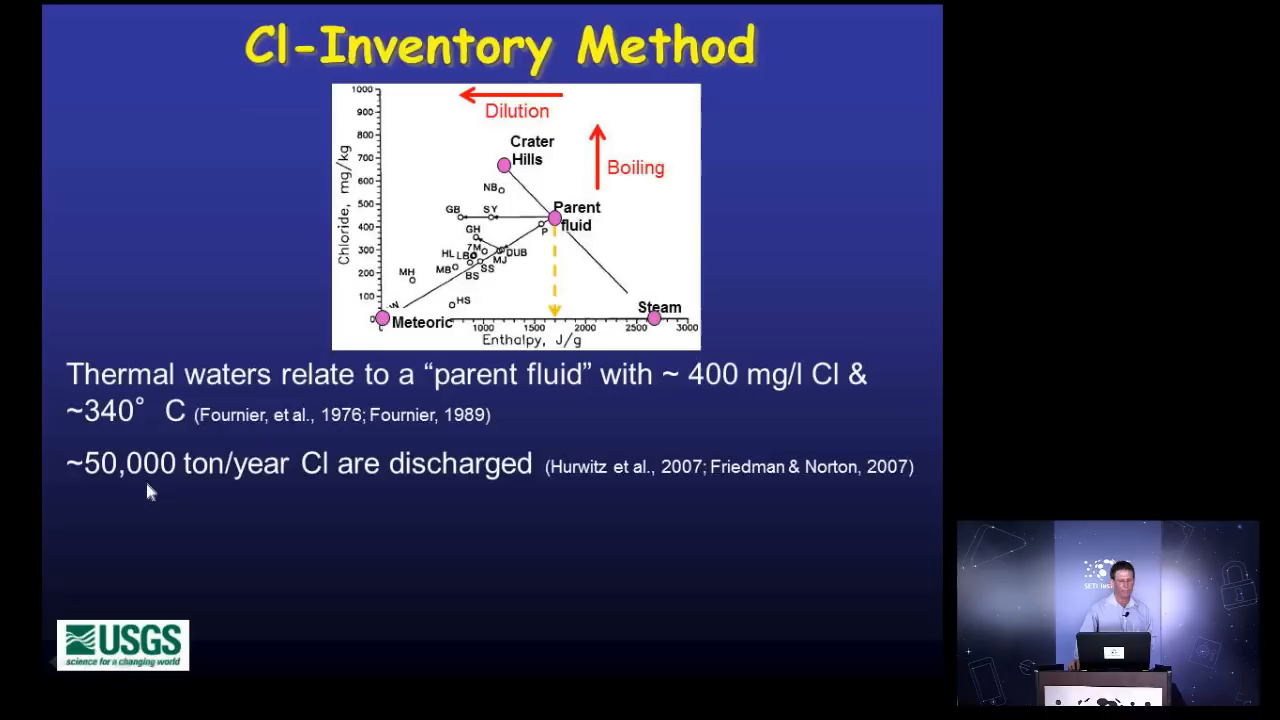 Cl-Inventory Method
1000
900
800
700
600
500
400
300
200
100
0
Chloride, mg/kg
Dilution
Boiling
Crater
Hills
NB
GB
SY
Parent
fluid
P
GH
7M
HL
DUB
MJ
SS
MB
BS
MH
HS
Meteoric
Steam
1000
1500
2000
2500
3000
Enthalpy, J/g
Thermal waters relate to a “parent fluid” with ~ 400 mg/l Cl &
~340° C (Fournier, et al., 1976; Fournier, 1989)
~50,000 ton/year Cl are discharged (Hurwitz et al., 2007; Friedman & Norton, 2007)
USGS
science for a changing world